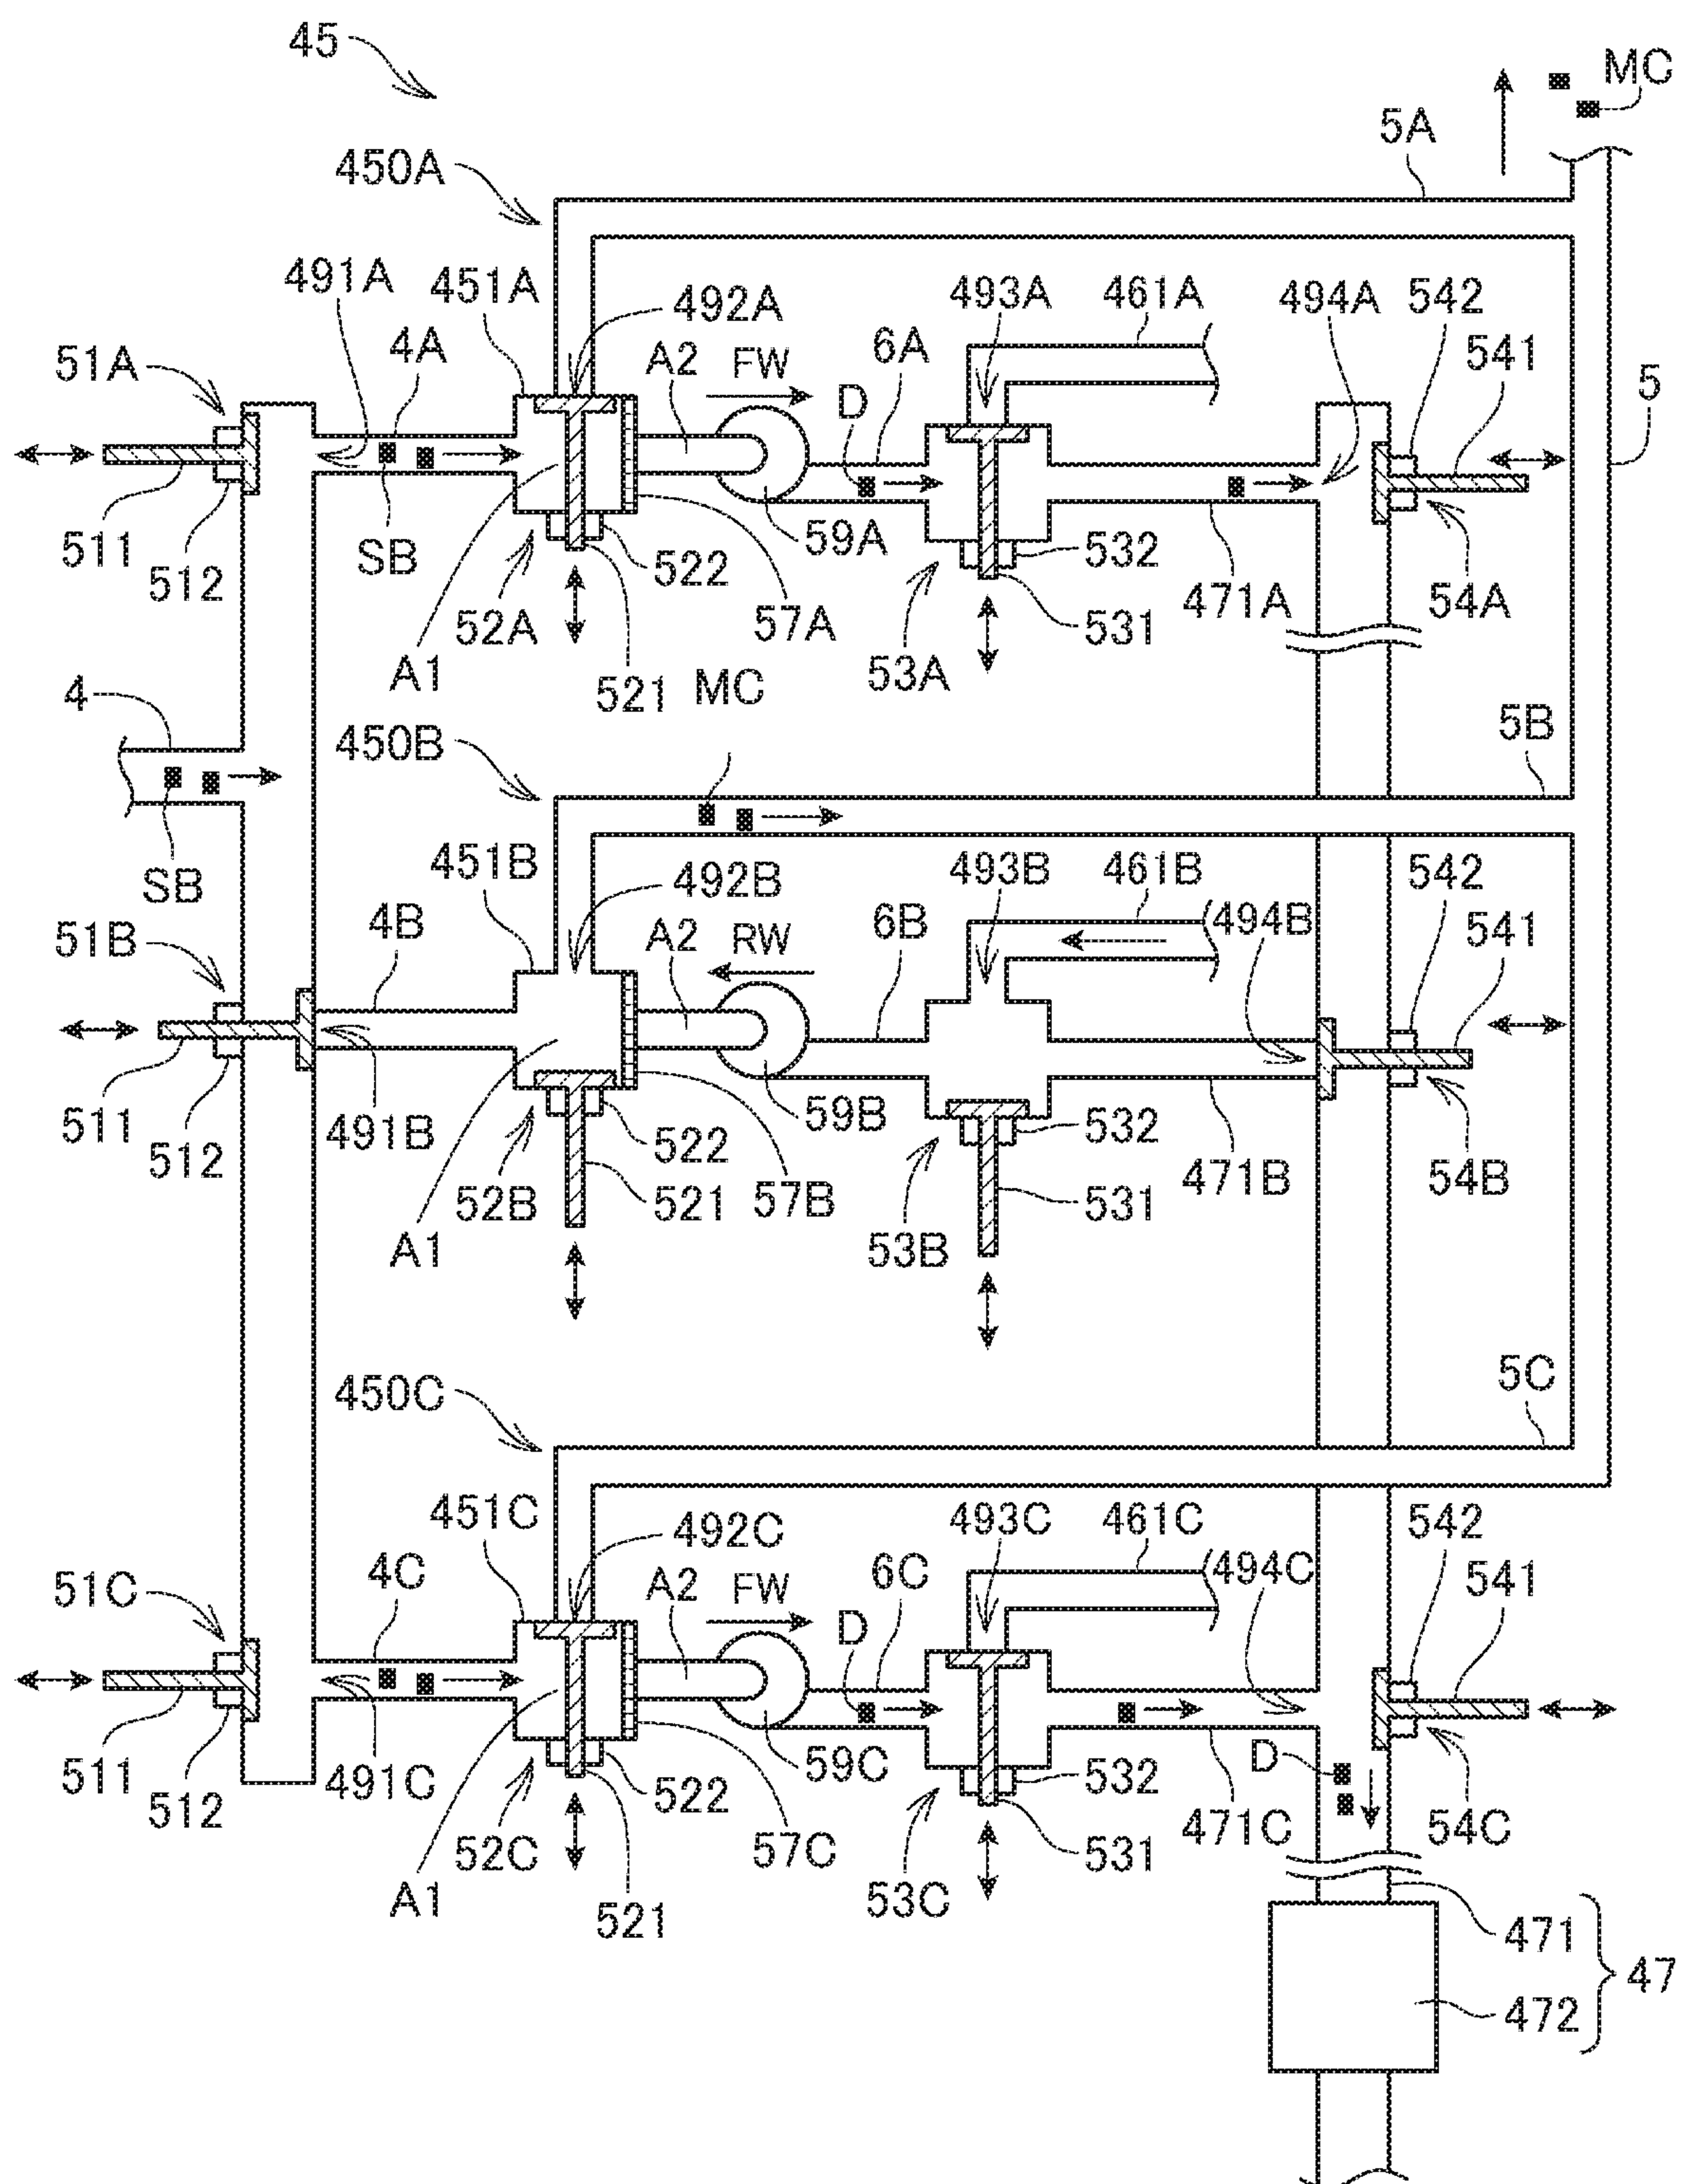 45
MC
5A
450A
491A
451A
492A
493A
461A
494A
542
4A
51A
A2
FW
6A
541
5
D
511
512
SB
52A
522
59A
532
471A
54A
57A
531
A1
521
MC
53A
4
450B
5B
SB
451B
492B
493B
461B
542
51B
4B
A2
RW
6B
494B
541
511
512
491B
522
59B
532
52B
521
57B
471B
54B
531
A1
53B
450C
5C
451C
492C
493C
461C
542
51C
4C
A2
FW
6C
494C
541
D
511
512
491C
522
59C
532
D
52C
57C
531
471C
54C
A1
521
53C
471
47
472